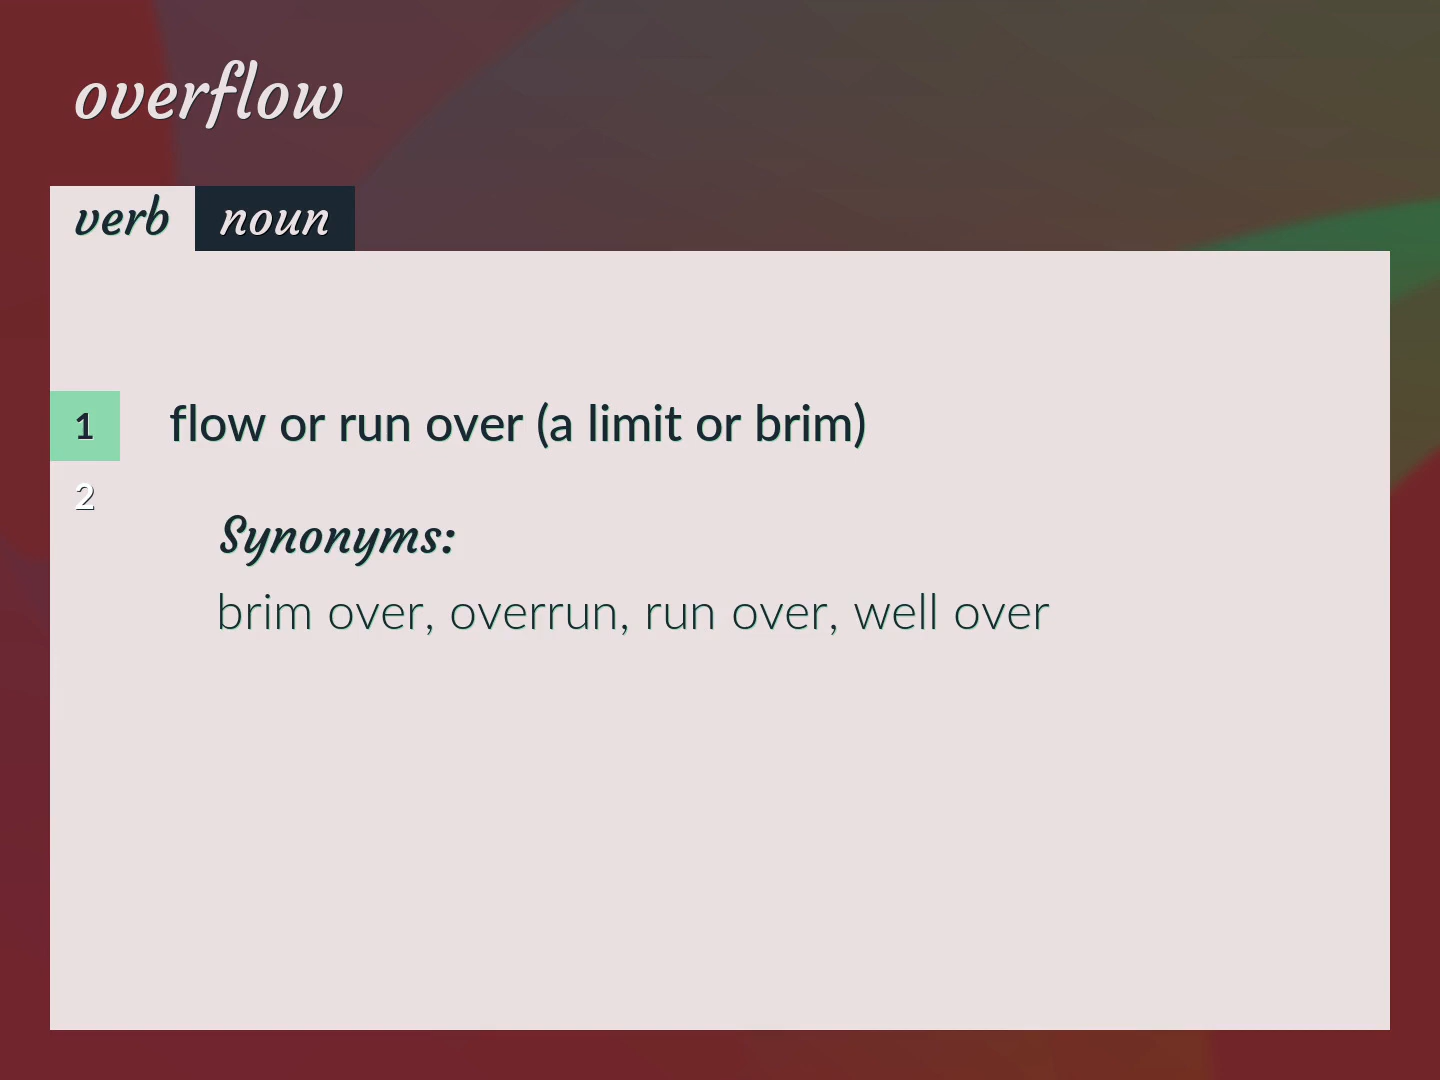 overflow
verb noun
1 flow or run over (a limit or brim)
2
Synonyms:
brim over, overrun, run over, well over